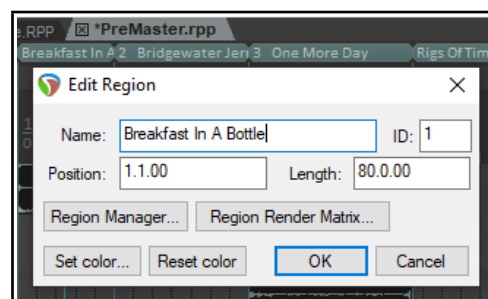 .RPP *PreMaster.rpp
Breakfast In A 2 Bridgewater Jer 3 One More Day Rigs Of Tim
Edit Region
Name: Breakfast In A Bottle ID: 1
Position: 1.1.00 Length: 80.0.00
Region Manager... Region Render Matrix...
Set color... Reset color OK Cancel